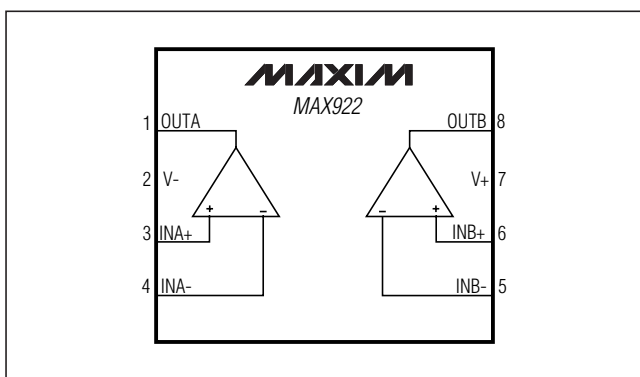 MAXIM
MAX922
1 OUTA
OUTB 8
2 V-
V+ 7
+ -
- +
3 INA+
INB+ 6
4 INA-
INB- 5